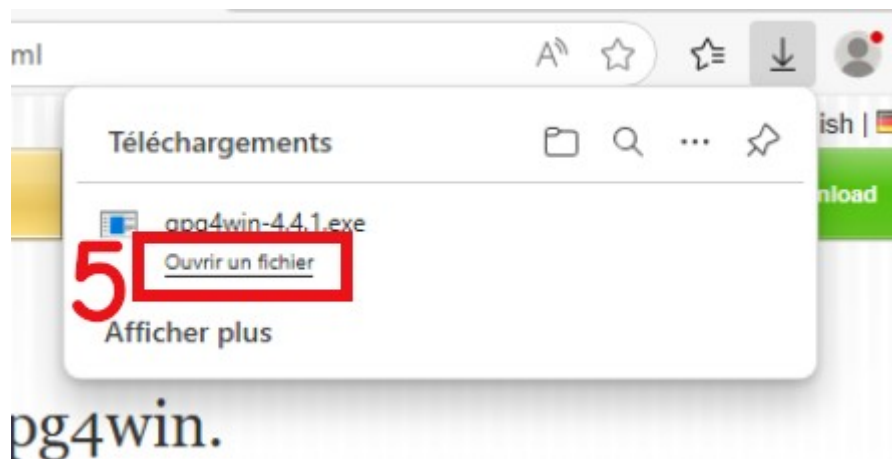 ml
A
Téléchargements
ish |
nload
gpg4win-4.4.1.exe
5
Ouvrir un fichier
Afficher plus
pg4win.